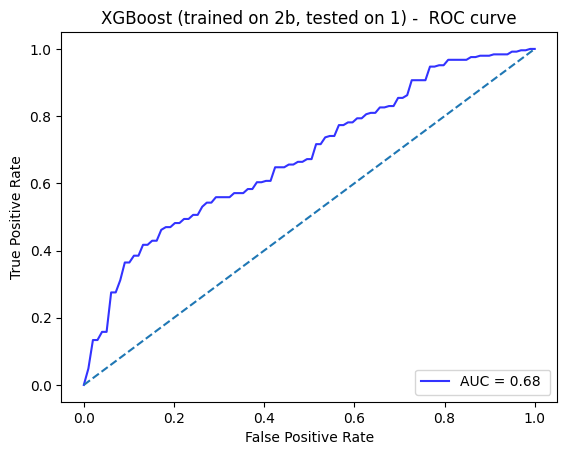 XGBoost (trained on 2b, tested on 1) -  ROC curve
True Positive Rate
1.0
0.8
0.6
0.4
0.2
0.0
AUC = 0.68
0.0 0.2 0.4 0.6 0.8 1.0
False Positive Rate